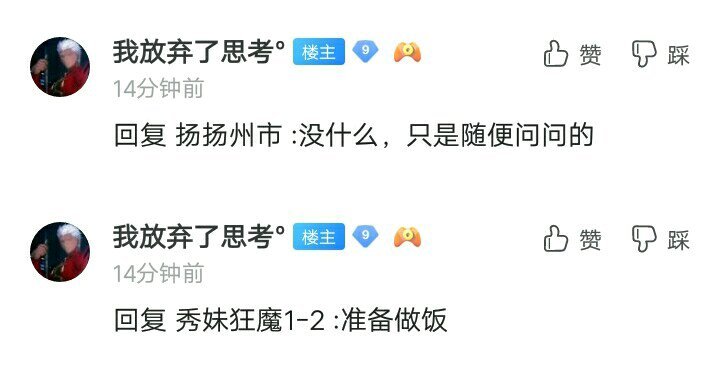 我放弃了思考° 楼主 9 赞 踩
14分钟前
回复 扬扬州市 :没什么，只是随便问问的
我放弃了思考° 楼主 9 赞 踩
14分钟前
回复 秀妹狂魔1-2 :准备做饭